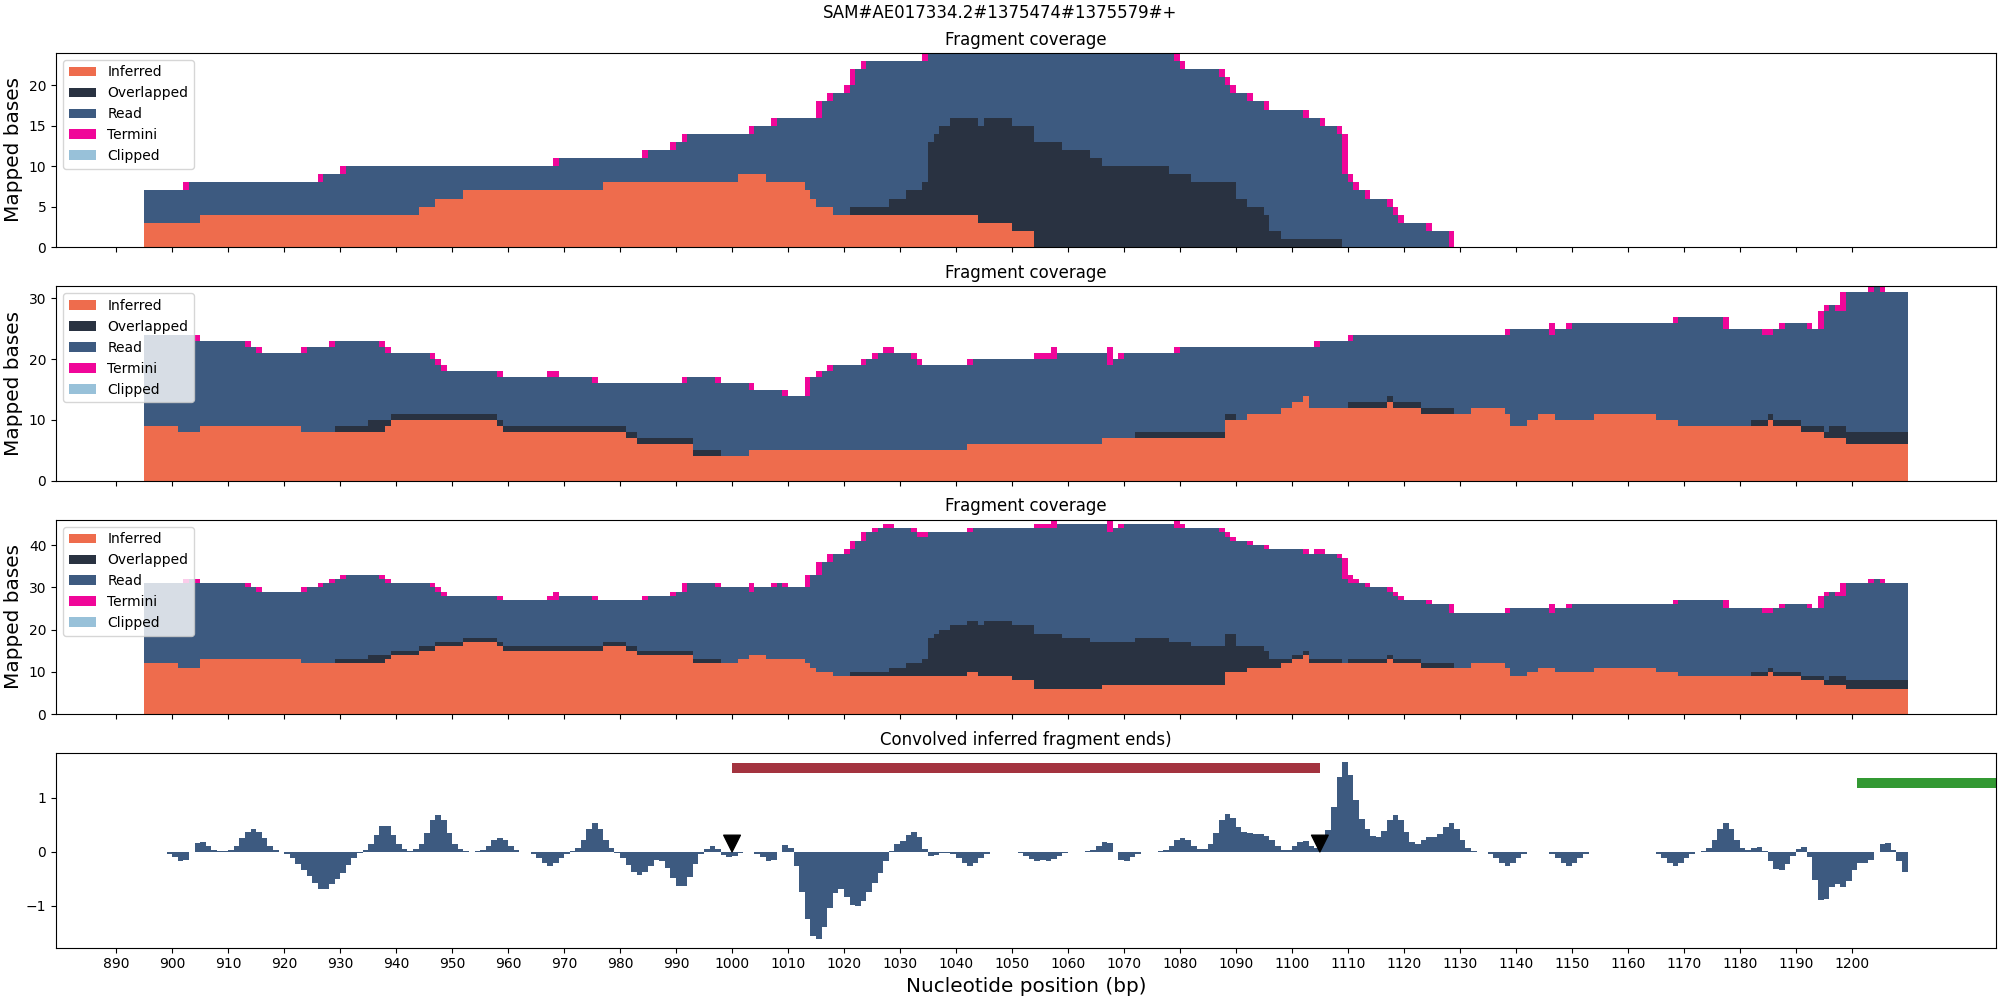 SAM#AE017334.2#1375474#1375579#+
Fragment coverage
Mapped bases
20
15
10
5
0
Inferred
Overlapped
Read
Termini
Clipped
Fragment coverage
Mapped bases
30
20
10
0
Inferred
Overlapped
Read
Termini
Clipped
Fragment coverage
Mapped bases
40
30
20
10
0
Inferred
Overlapped
Read
Termini
Clipped
Convolved inferred fragment ends)
1
0
−1
890 900 910 920 930 940 950 960 970 980 990 1000 1010 1020 1030 1040 1050 1060 1070 1080 1090 1100 1110 1120 1130 1140 1150 1160 1170 1180 1190 1200
Nucleotide position (bp)